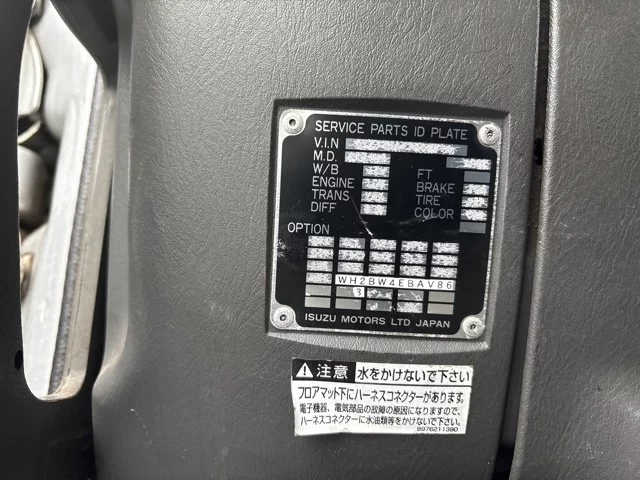 SERVICE PARTS ID PLATE
V.I.N
M.D.
W/B FT
ENGINE BRAKE
TRANS TIRE
DIFF COLOR
OPTION
WH2BW4EBAV86
3
ISUZU MOTORS LTD JAPAN
注意 水をかけないで下さい
フロアマット下にハーネスコネクターがあります。
電子機器、電気部品の故障の原因になりますので、
ハーネスコネクターに水油類等をかけないで下さい。
8976211390